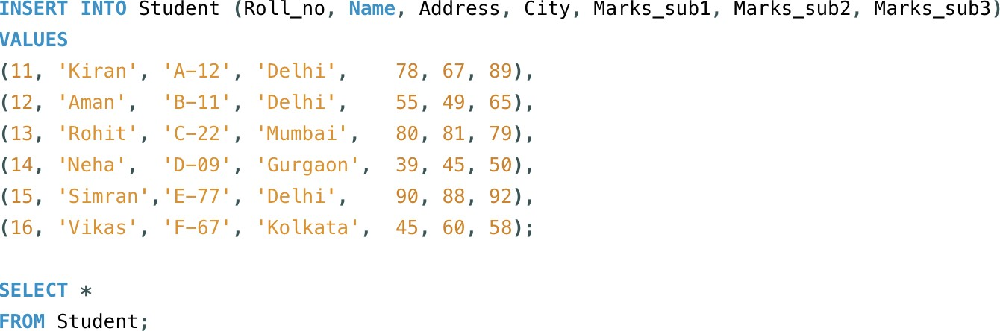 INSERT INTO Student (Roll_no, Name, Address, City, Marks_sub1, Marks_sub2, Marks_sub3)
VALUES
(11, 'Kiran', 'A-12', 'Delhi',    78, 67, 89),
(12, 'Aman',  'B-11', 'Delhi',    55, 49, 65),
(13, 'Rohit', 'C-22', 'Mumbai',   80, 81, 79),
(14, 'Neha',  'D-09', 'Gurgaon',  39, 45, 50),
(15, 'Simran','E-77', 'Delhi',    90, 88, 92),
(16, 'Vikas', 'F-67', 'Kolkata',  45, 60, 58);
SELECT *
FROM Student;